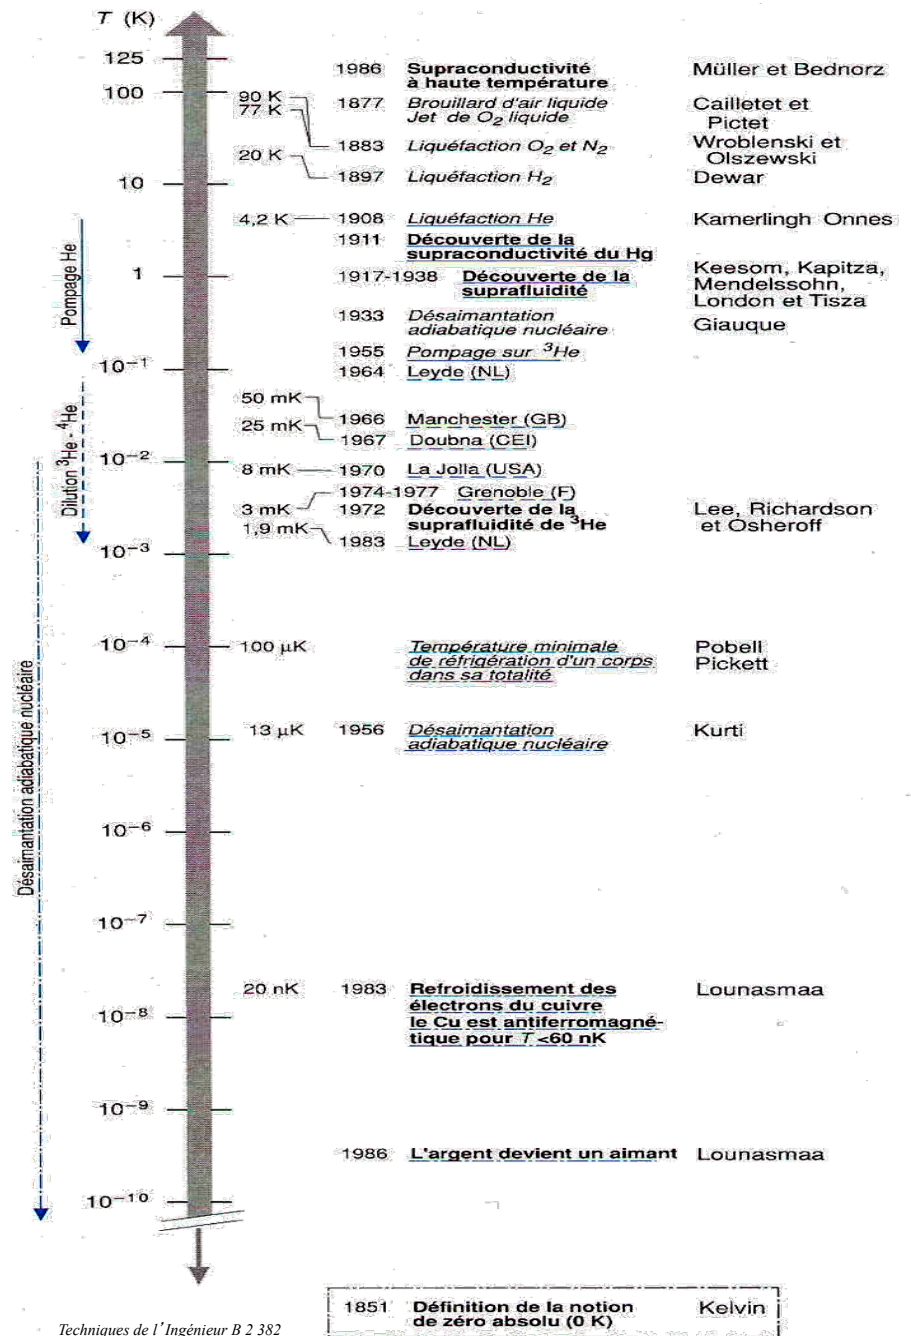 T (K)
125
1986 Supraconductivité Müller et Bednorz
à haute température
100
90 K
77 K
1877 Brouillard d'air liquide Cailletet et
Jet de O2 liquide Pictet
1883 Liquéfaction O2 et N2 Wroblenski et
Olszewski
20 K
1897 Liquéfaction H2 Dewar
10
4,2 K 1908 Liquéfaction He Kamerlingh Onnes
1911 Découverte de la
supraconductivité du Hg
1
1917-1938 Découverte de la Keesom, Kapitza,
suprafluidité Mendelssohn,
London et Tisza
Pompage He
1933 Désaimantation Giauque
adiabatique nucléaire
1955 Pompage sur ³He
10⁻¹
1964 Leyde (NL)
50 mK
1966 Manchester (GB)
25 mK
1967 Doubna (CEI)
10⁻²
8 mK 1970 La Jolla (USA)
Dilution ³He - ⁴He
1974-1977 Grenoble (F)
3 mK
1972 Découverte de la Lee, Richardson
suprafluidité de ³He et Osheroff
1,9 mK
1983 Leyde (NL)
10⁻³
10⁻⁴
100 µK Température minimale Pobell
de réfrigération d'un corps Pickett
dans sa totalité
Désaimantation adiabatique nucléaire
10⁻⁵
13 µK 1956 Désaimantation Kurti
adiabatique nucléaire
10⁻⁶
10⁻⁷
20 nK 1983 Refroidissement des Lounasmaa
électrons du cuivre
10⁻⁸
le Cu est antiferromagné-
tique pour T <60 nK
10⁻⁹
1986 L'argent devient un aimant Lounasmaa
10⁻¹⁰
1851 Définition de la notion Kelvin
de zéro absolu (0 K)
Techniques de l'Ingénieur B 2 382